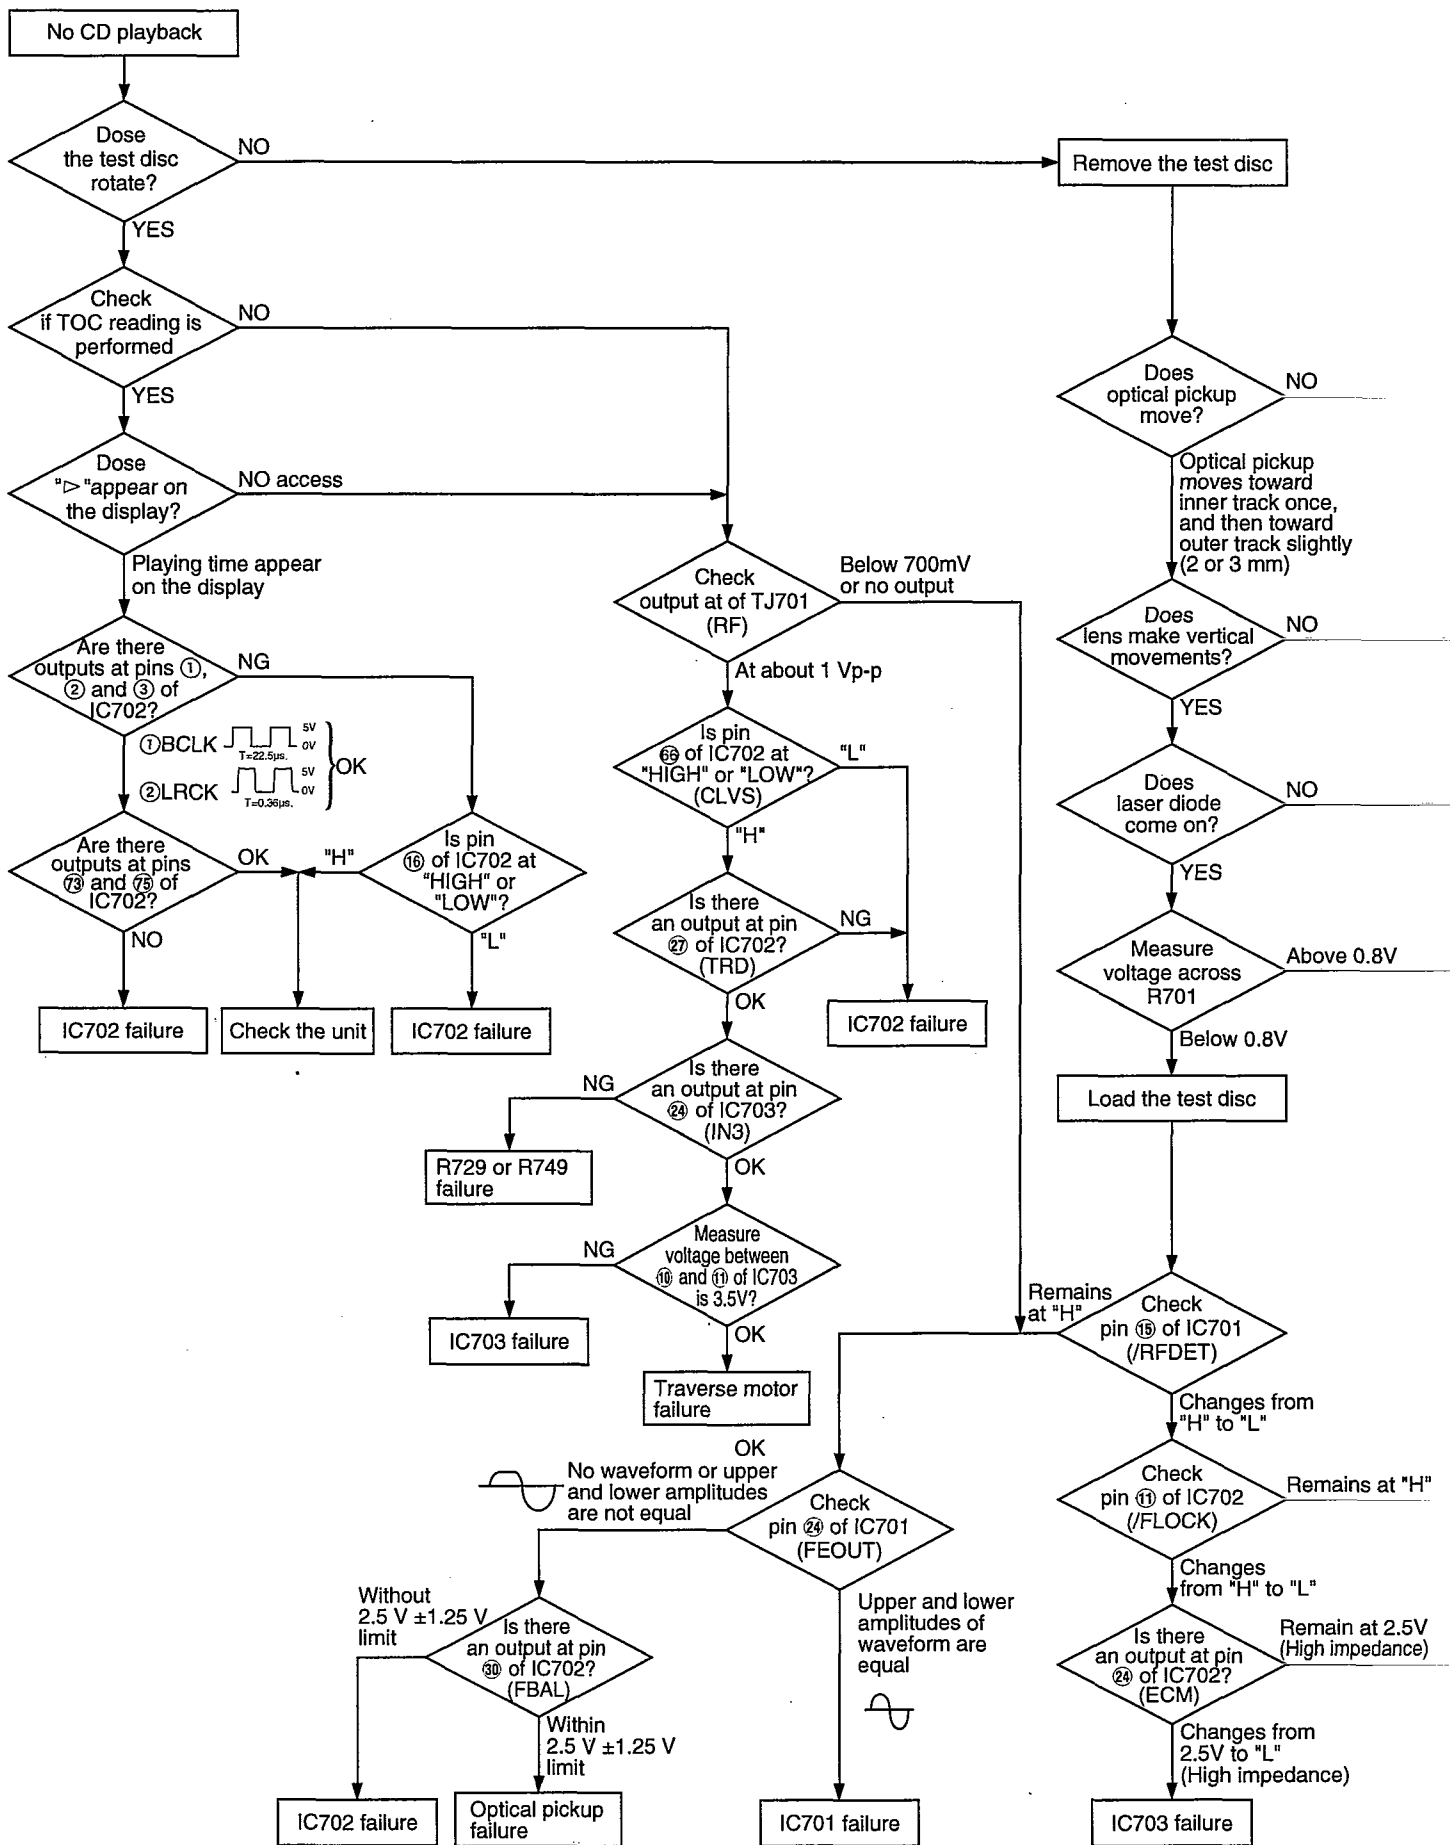 No CD playback
Dose
the test disc
rotate?
NO
YES
Remove the test disc
Check
if TOC reading is
performed
NO
YES
Dose
"▷"appear on
the display?
NO access
Playing time appear
on the display
Are there
outputs at pins ①,
② and ③ of
IC702?
NG
①BCLK
5V
0V
T=22.5µs.
②LRCK
5V
0V
T=0.36µs.
OK
Are there
outputs at pins
73 and 75 of
IC702?
OK
NO
"H"
Is pin
⑯ of IC702 at
"HIGH" or
"LOW"?
"L"
IC702 failure
Check the unit
IC702 failure
Check
output at of TJ701
(RF)
Below 700mV
or no output
At about 1 Vp-p
Is pin
66 of IC702 at
"HIGH" or "LOW"?
(CLVS)
"L"
"H"
Is there
an output at pin
㉗ of IC702?
(TRD)
NG
OK
IC702 failure
Is there
an output at pin
㉔ of IC703?
(IN3)
NG
OK
R729 or R749
failure
Measure
voltage between
⑩ and ⑪ of IC703
is 3.5V?
NG
OK
IC703 failure
Traverse motor
failure
Does
optical pickup
move?
NO
Optical pickup
moves toward
inner track once,
and then toward
outer track slightly
(2 or 3 mm)
Does
lens make vertical
movements?
NO
YES
Does
laser diode
come on?
NO
YES
Measure
voltage across
R701
Above 0.8V
Below 0.8V
Load the test disc
Remains
at "H"
Check
pin ⑮ of IC701
(/RFDET)
Changes from
"H" to "L"
Check
pin ⑪ of IC702
(/FLOCK)
Remains at "H"
Changes
from "H" to "L"
Is there
an output at pin
㉔ of IC702?
(ECM)
Remain at 2.5V
(High impedance)
Changes from
2.5V to "L"
(High impedance)
IC703 failure
OK
No waveform or upper
and lower amplitudes
are not equal
Check
pin ㉔ of IC701
(FEOUT)
Upper and lower
amplitudes of
waveform are
equal
Without
2.5 V ±1.25 V
limit
Is there
an output at pin
㉚ of IC702?
(FBAL)
Within
2.5 V ±1.25 V
limit
IC702 failure
Optical pickup
failure
IC701 failure